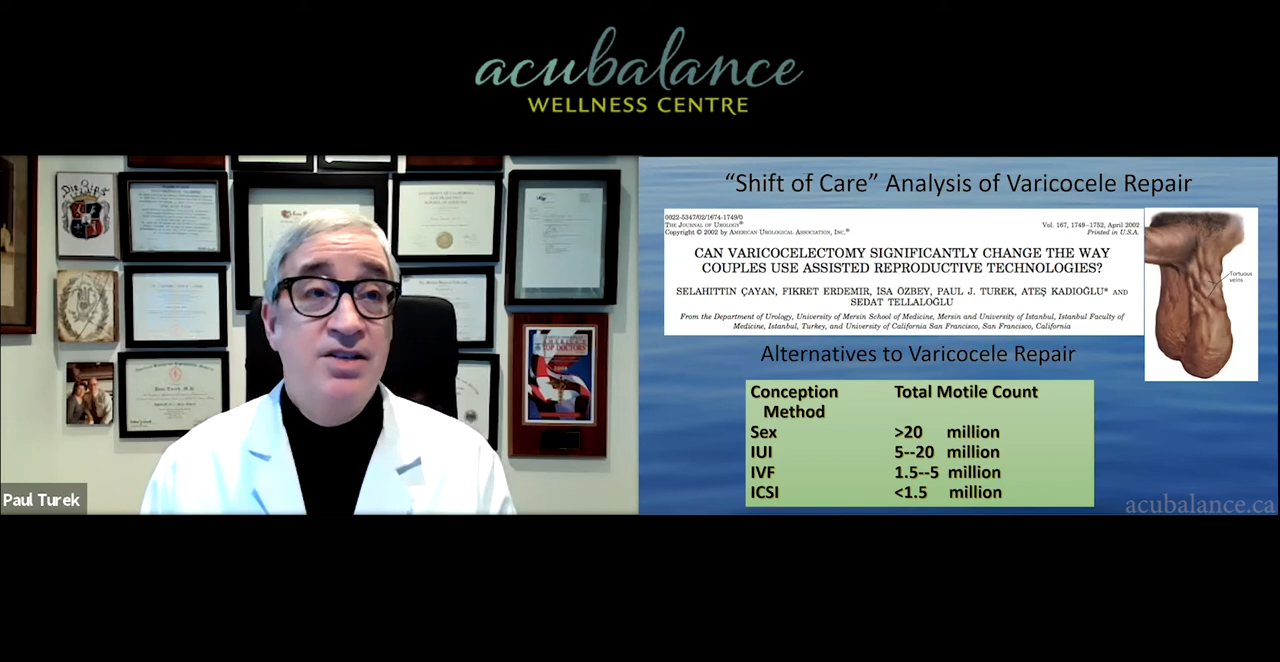 acubalance
WELLNESS CENTRE
Paul Turek
AMERICA'S
TOP DOCTORS
“Shift of Care” Analysis of Varicocele Repair
0022-5347/02/1674-1749/0
THE JOURNAL OF UROLOGY®
Copyright © 2002 by AMERICAN UROLOGICAL ASSOCIATION, INC.®
Vol. 167, 1749–1752, April 2002
Printed in U.S.A.
CAN VARICOCELECTOMY SIGNIFICANTLY CHANGE THE WAY
COUPLES USE ASSISTED REPRODUCTIVE TECHNOLOGIES?
SELAHITTIN ÇAYAN, FIKRET ERDEMIR, İSA ÖZBEY, PAUL J. TUREK, ATEŞ KADIOĞLU* AND
SEDAT TELLALOĞLU
From the Department of Urology, University of Mersin School of Medicine, Mersin and University of Istanbul, Istanbul Faculty of
Medicine, Istanbul, Turkey, and University of California San Francisco, San Francisco, California
Tortuous
veins
Alternatives to Varicocele Repair
Conception Total Motile Count
Method
Sex >20 million
IUI 5--20 million
IVF 1.5--5 million
ICSI <1.5 million
acubalance.ca